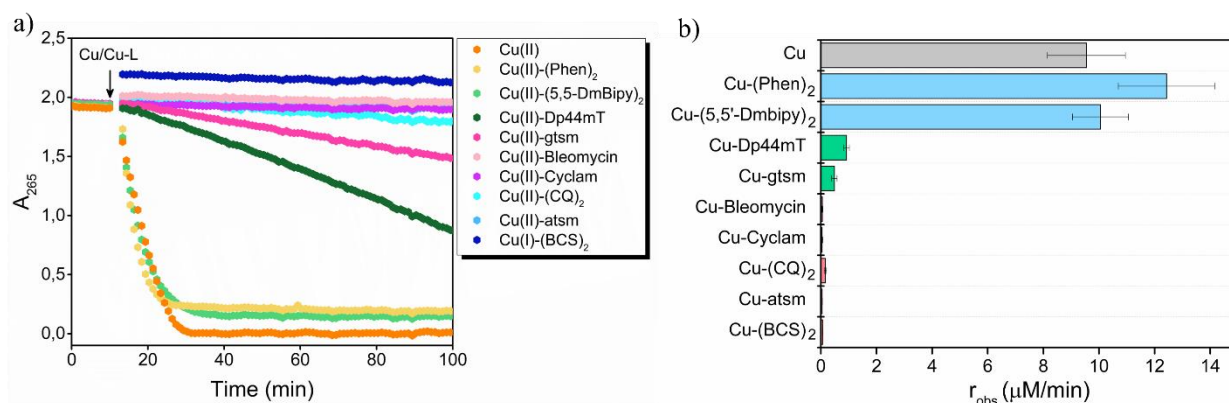 a)
Cu/Cu-L
2,5
2,0
1,5
1,0
0,5
0,0
A265
0
20
40
60
80
100
Time (min)
Cu(II)
Cu(II)-(Phen)2
Cu(II)-(5,5-DmBipy)2
Cu(II)-Dp44mT
Cu(II)-gtsm
Cu(II)-Bleomycin
Cu(II)-Cyclam
Cu(II)-(CQ)2
Cu(II)-atsm
Cu(I)-(BCS)2
b)
Cu
Cu-(Phen)2
Cu-(5,5'-Dmbipy)2
Cu-Dp44mT
Cu-gtsm
Cu-Bleomycin
Cu-Cyclam
Cu-(CQ)2
Cu-atsm
Cu-(BCS)2
0
2
4
6
8
10
12
14
robs (μM/min)